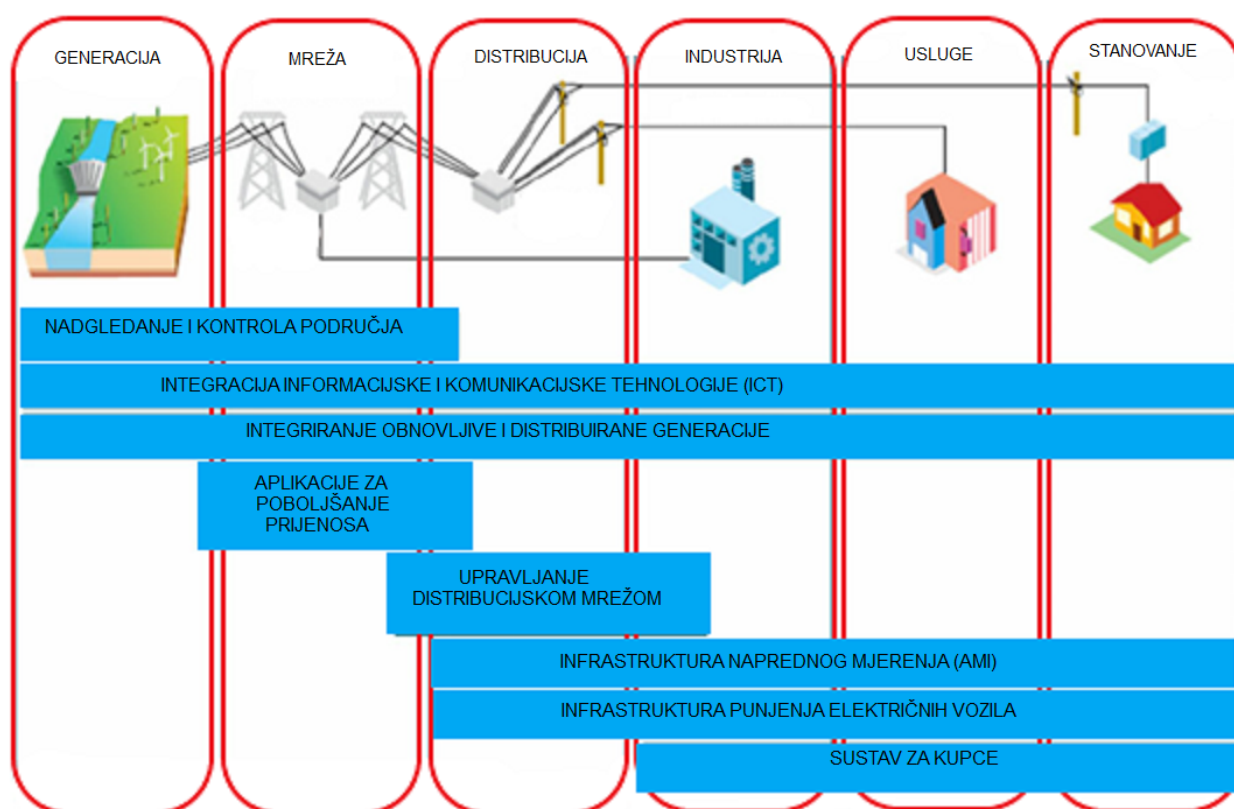 GENERACIJA
MREŽA
DISTRIBUCIJA
INDUSTRIJA
USLUGE
STANOVANJE
NADGLEDANJE I KONTROLA PODRUČJA
INTEGRACIJA INFORMACIJSKE I KOMUNIKACIJSKE TEHNOLOGIJE (ICT)
INTEGRIRANJE OBNOVLJIVE I DISTRIBUIRANE GENERACIJE
APLIKACIJE ZA
POBOLJŠANJE
PRIJENOSA
UPRAVLJANJE
DISTRIBUCIJSKOM MREŽOM
INFRASTRUKTURA NAPREDNOG MJERENJA (AMI)
INFRASTRUKTURA PUNJENJA ELEKTRIČNIH VOZILA
SUSTAV ZA KUPCE